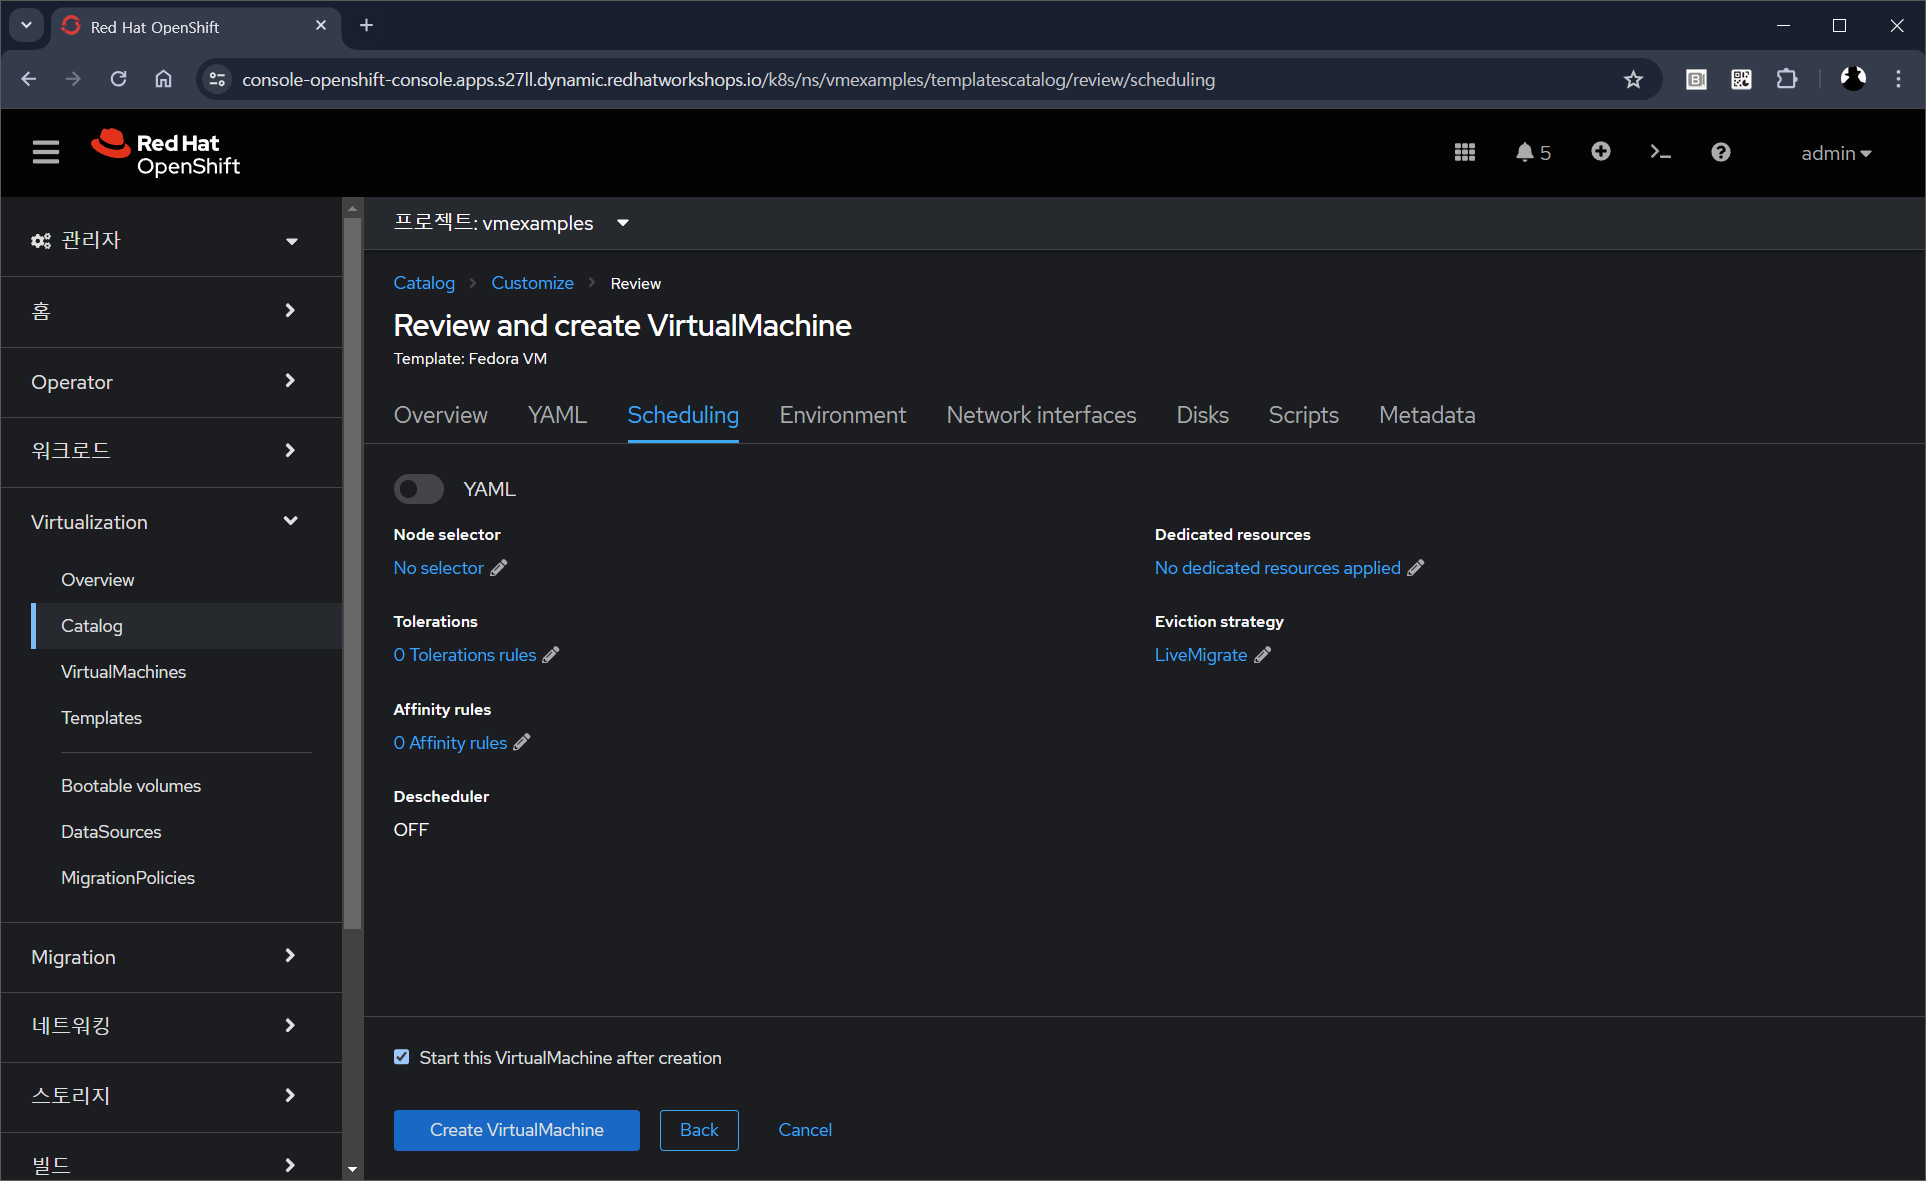 Red Hat OpenShift
console-openshift-console.apps.s27ll.dynamic.redhatworkshops.io/k8s/ns/vmexamples/templatescatalog/review/scheduling
Red Hat
OpenShift
5
admin
관리자
홈
Operator
워크로드
Virtualization
Overview
Catalog
VirtualMachines
Templates
Bootable volumes
DataSources
MigrationPolicies
Migration
네트워킹
스토리지
빌드
프로젝트: vmexamples
Catalog > Customize > Review
Review and create VirtualMachine
Template: Fedora VM
Overview YAML Scheduling Environment Network interfaces Disks Scripts Metadata
YAML
Node selector
No selector
Tolerations
0 Tolerations rules
Affinity rules
0 Affinity rules
Descheduler
OFF
Dedicated resources
No dedicated resources applied
Eviction strategy
LiveMigrate
Start this VirtualMachine after creation
Create VirtualMachine Back Cancel